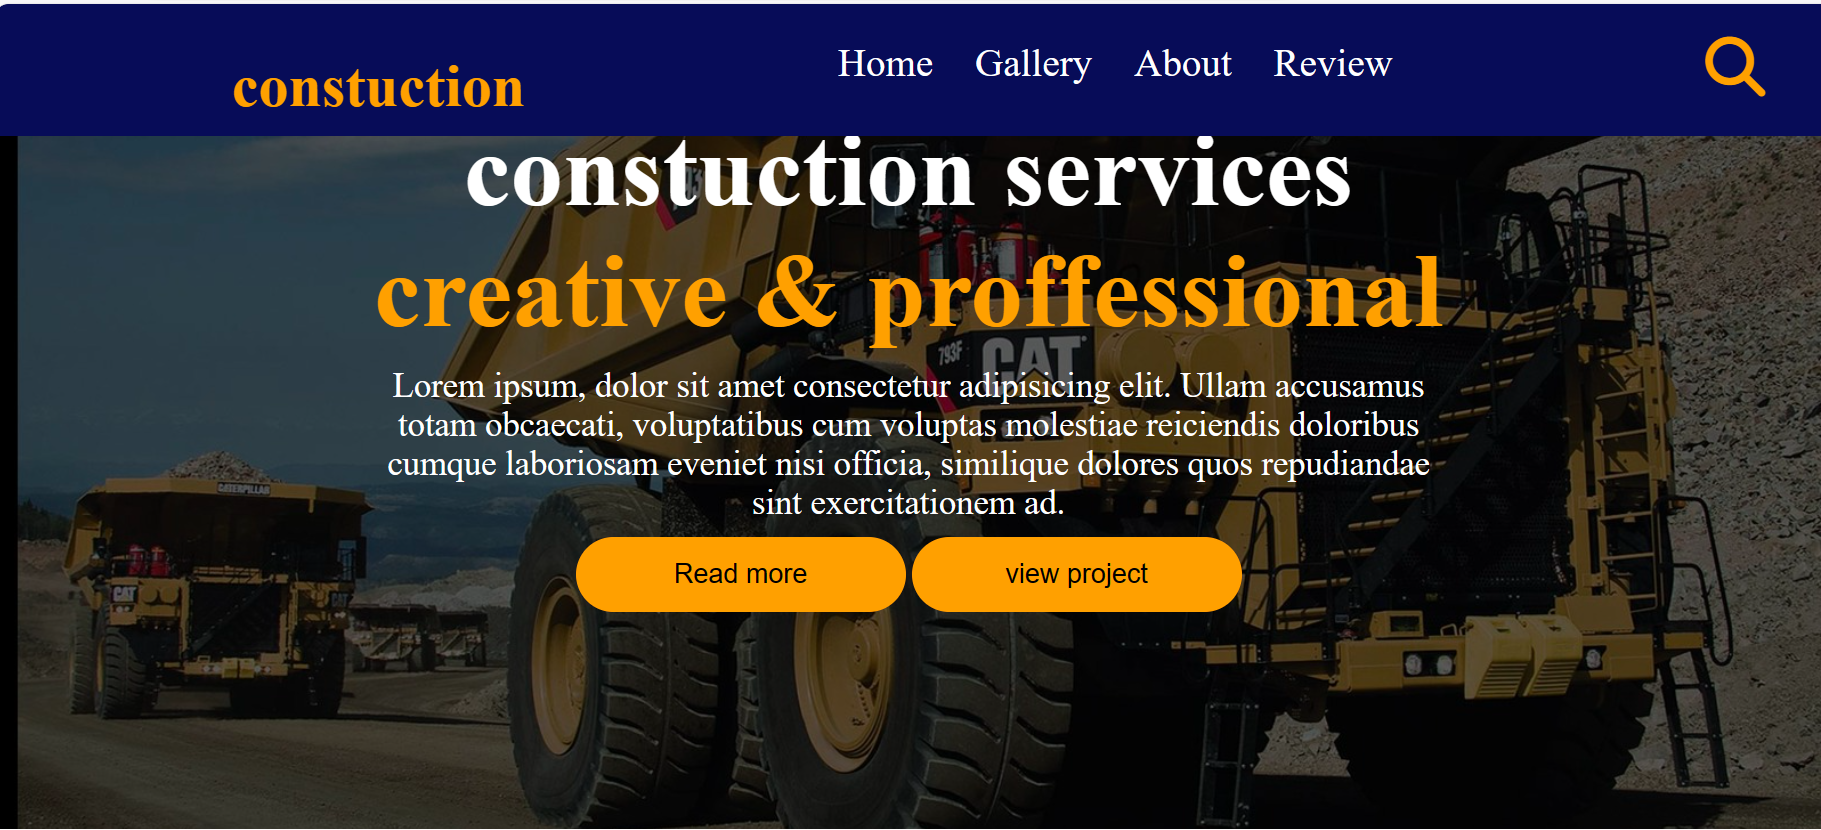 constuction
Home Gallery About Review
constuction services
creative & proffessional
793F
CAT
Lorem ipsum, dolor sit amet consectetur adipisicing elit. Ullam accusamus
totam obcaecati, voluptatibus cum voluptas molestiae reiciendis doloribus
cumque laboriosam eveniet nisi officia, similique dolores quos repudiandae
sint exercitationem ad.
CATERPILLAR
Read more view project
CAT